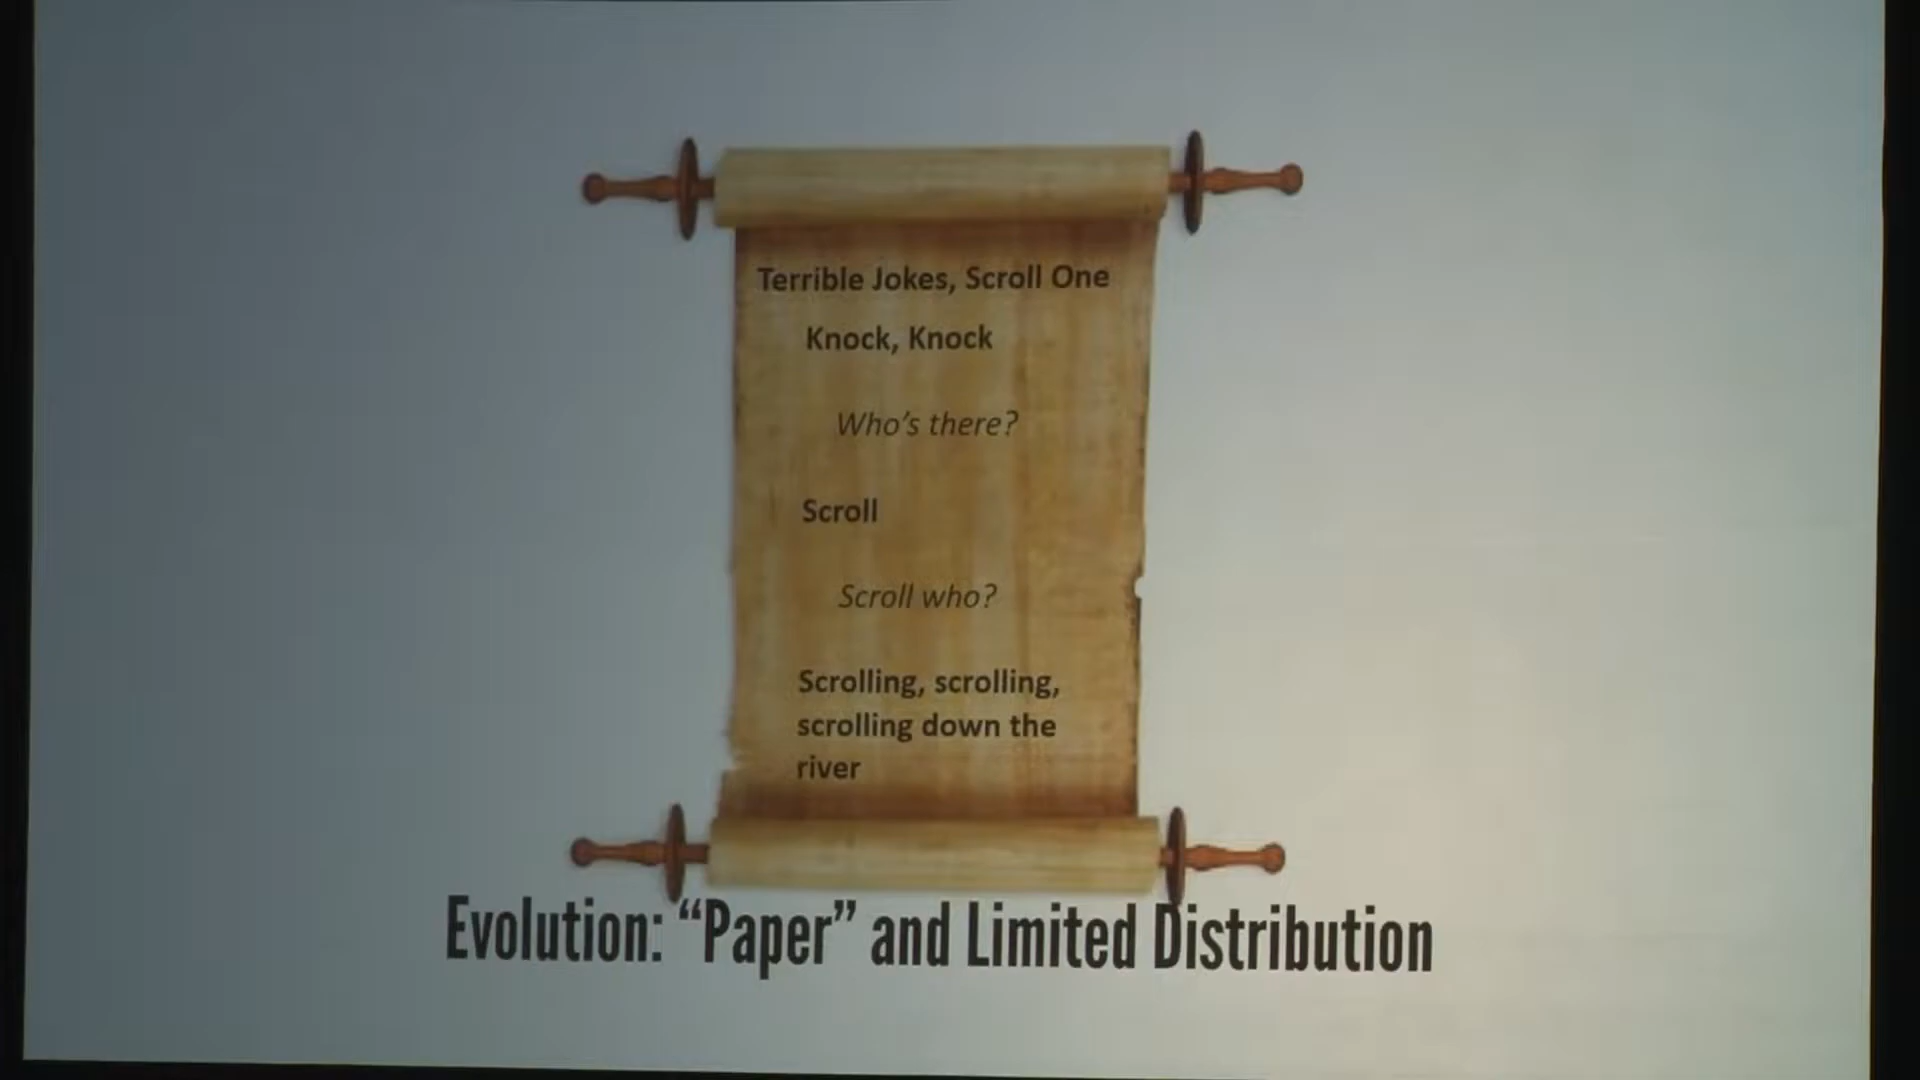 Terrible Jokes, Scroll One
Knock, Knock
Who's there?
Scroll
Scroll who?
Scrolling, scrolling,
scrolling down the
river
Evolution: “Paper” and Limited Distribution